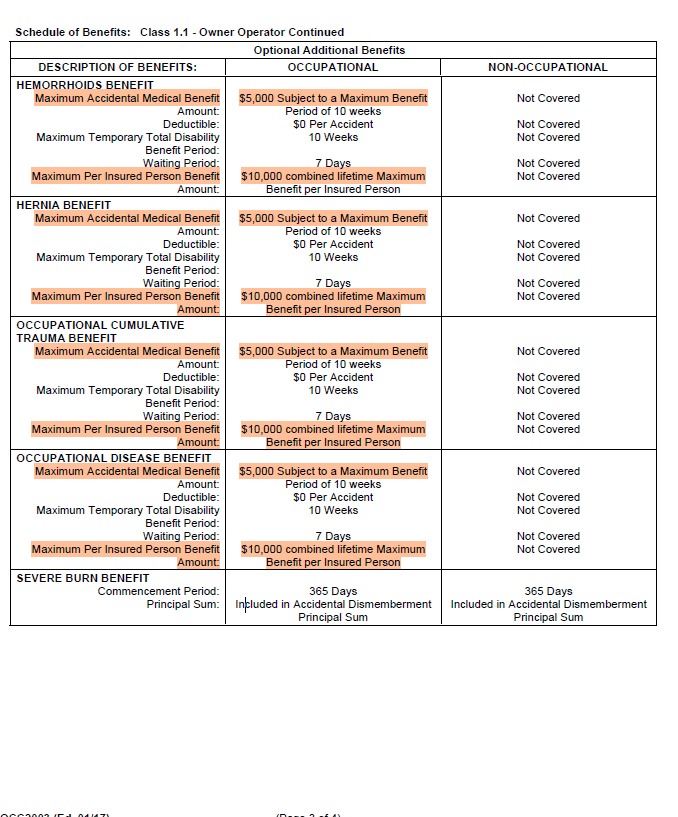 Schedule of Benefits: Class 1.1 - Owner Operator Continued
Optional Additional Benefits
DESCRIPTION OF BENEFITS: OCCUPATIONAL NON-OCCUPATIONAL
HEMORRHOIDS BENEFIT
Maximum Accidental Medical Benefit $5,000 Subject to a Maximum Benefit Not Covered
Amount: Period of 10 weeks
Deductible: $0 Per Accident Not Covered
Maximum Temporary Total Disability 10 Weeks Not Covered
Benefit Period:
Waiting Period: 7 Days Not Covered
Maximum Per Insured Person Benefit $10,000 combined lifetime Maximum Not Covered
Amount: Benefit per Insured Person
HERNIA BENEFIT
Maximum Accidental Medical Benefit $5,000 Subject to a Maximum Benefit Not Covered
Amount: Period of 10 weeks
Deductible: $0 Per Accident Not Covered
Maximum Temporary Total Disability 10 Weeks Not Covered
Benefit Period:
Waiting Period: 7 Days Not Covered
Maximum Per Insured Person Benefit $10,000 combined lifetime Maximum Not Covered
Amount: Benefit per Insured Person
OCCUPATIONAL CUMULATIVE
TRAUMA BENEFIT
Maximum Accidental Medical Benefit $5,000 Subject to a Maximum Benefit Not Covered
Amount: Period of 10 weeks
Deductible: $0 Per Accident Not Covered
Maximum Temporary Total Disability 10 Weeks Not Covered
Benefit Period:
Waiting Period: 7 Days Not Covered
Maximum Per Insured Person Benefit $10,000 combined lifetime Maximum Not Covered
Amount: Benefit per Insured Person
OCCUPATIONAL DISEASE BENEFIT
Maximum Accidental Medical Benefit $5,000 Subject to a Maximum Benefit Not Covered
Amount: Period of 10 weeks
Deductible: $0 Per Accident Not Covered
Maximum Temporary Total Disability 10 Weeks Not Covered
Benefit Period:
Waiting Period: 7 Days Not Covered
Maximum Per Insured Person Benefit $10,000 combined lifetime Maximum Not Covered
Amount: Benefit per Insured Person
SEVERE BURN BENEFIT
Commencement Period: 365 Days 365 Days
Principal Sum: Included in Accidental Dismemberment Included in Accidental Dismemberment
Principal Sum Principal Sum